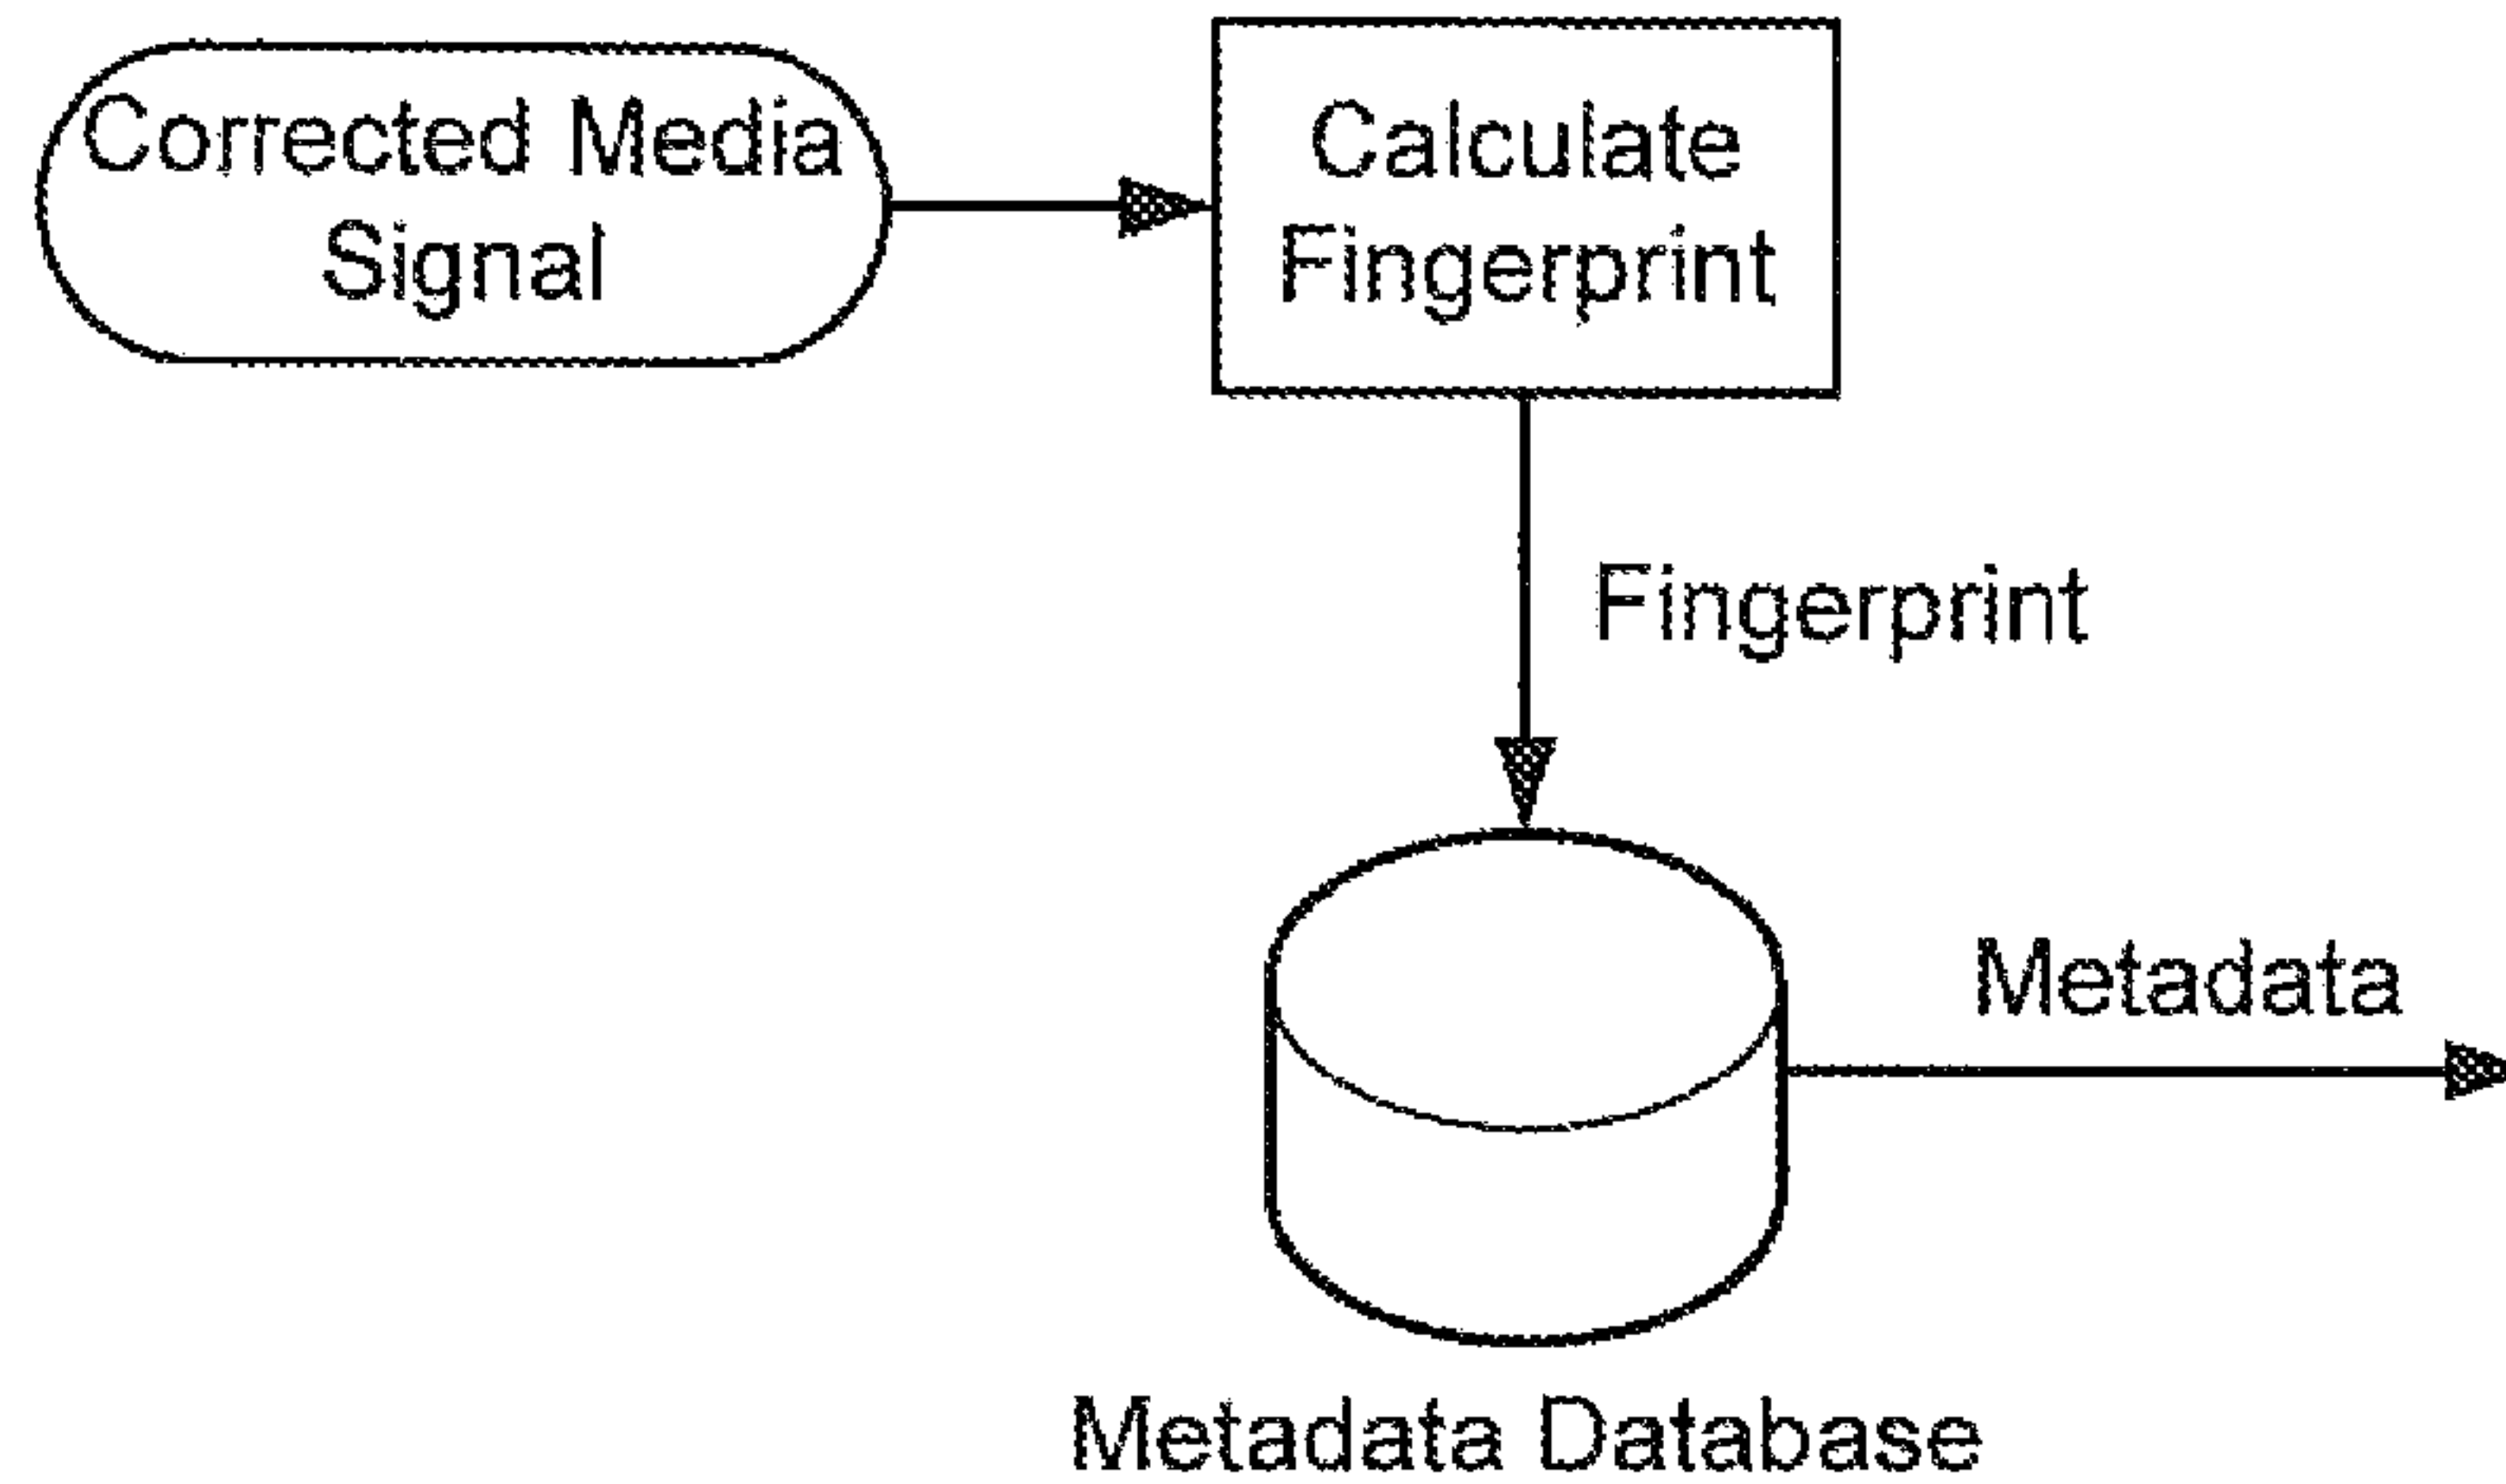 Corrected Media
Signal
Calculate
Fingerprint
Fingerprint
Metadata
Metadata Database